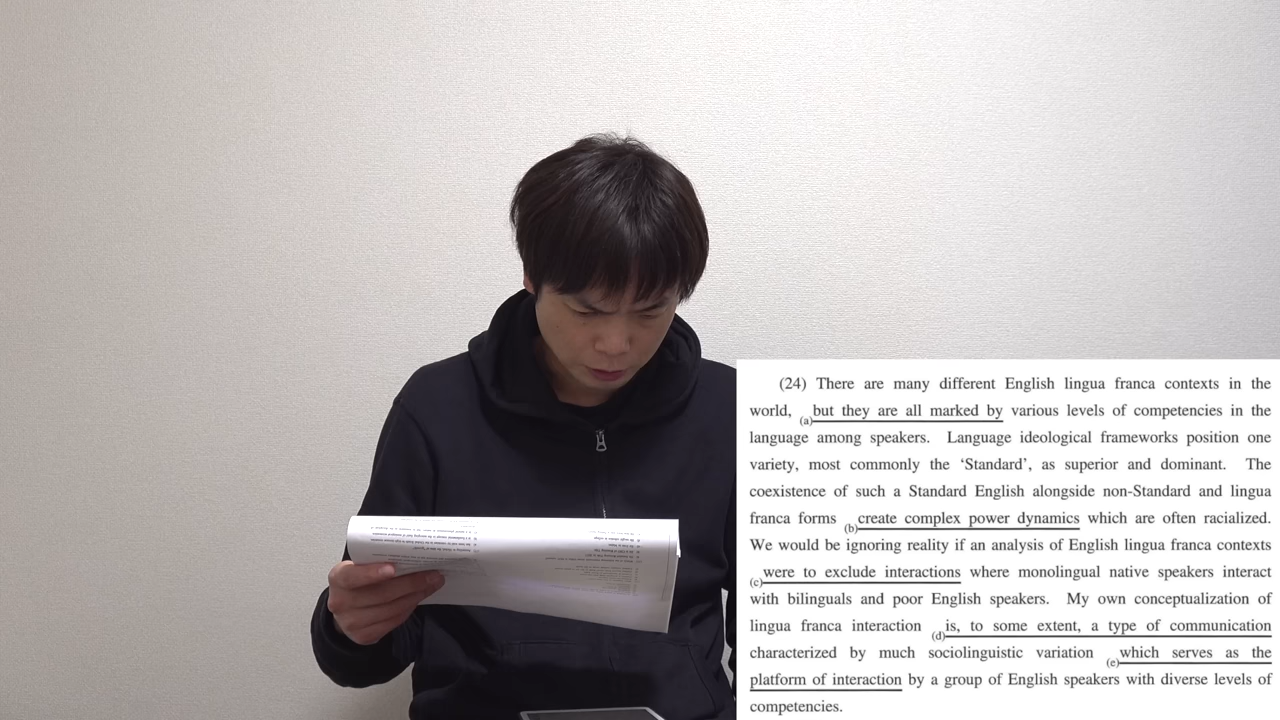 (24) There are many different English lingua franca contexts in the
world, (a)but they are all marked by various levels of competencies in the
language among speakers. Language ideological frameworks position one
variety, most commonly the ‘Standard’, as superior and dominant. The
coexistence of such a Standard English alongside non-Standard and lingua
franca forms (b)create complex power dynamics which are often racialized.
We would be ignoring reality if an analysis of English lingua franca contexts
(c)were to exclude interactions where monolingual native speakers interact
with bilinguals and poor English speakers. My own conceptualization of
lingua franca interaction (d)is, to some extent, a type of communication
characterized by much sociolinguistic variation (e)which serves as the
platform of interaction by a group of English speakers with diverse levels of
competencies.